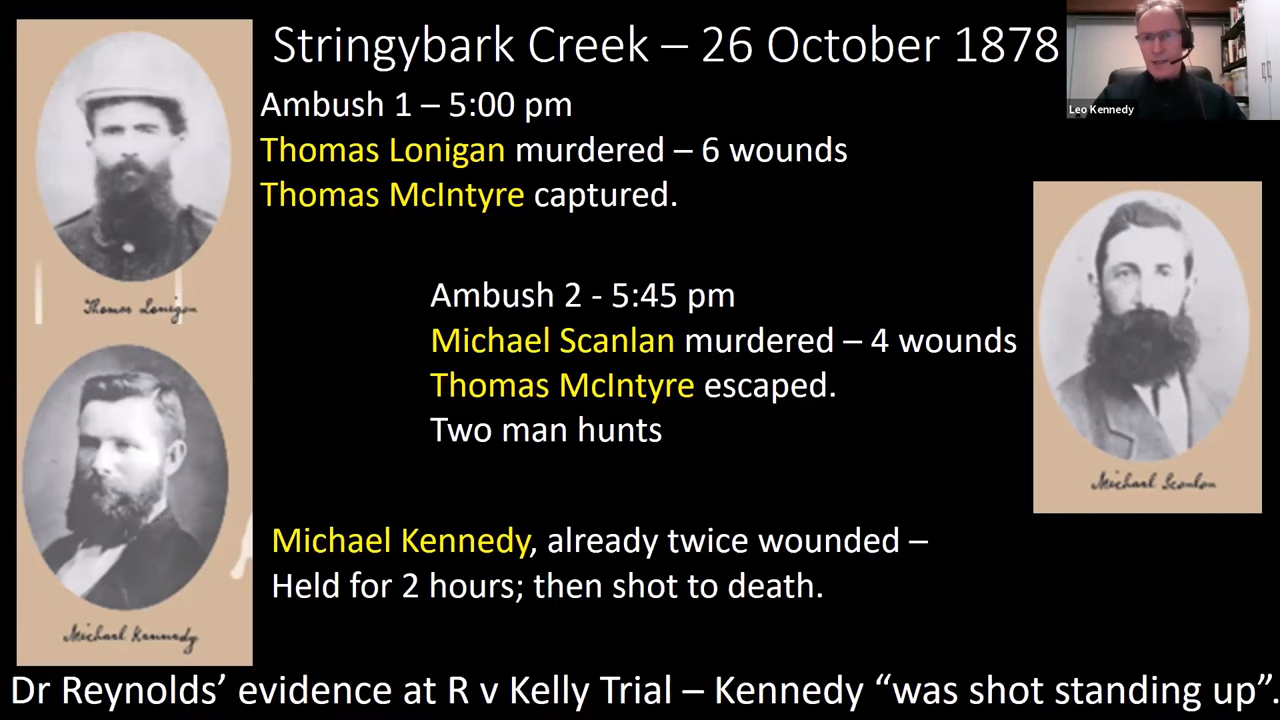 Stringybark Creek – 26 October 1878
Leo Kennedy
Ambush 1 – 5:00 pm
Thomas Lonigan murdered – 6 wounds
Thomas McIntyre captured.
Thomas Lonigan
Ambush 2 - 5:45 pm
Michael Scanlan murdered – 4 wounds
Thomas McIntyre escaped.
Two man hunts
Michael Scanlan
Michael Kennedy, already twice wounded –
Held for 2 hours; then shot to death.
Michael Kennedy
Dr Reynolds’ evidence at R v Kelly Trial – Kennedy “was shot standing up”.